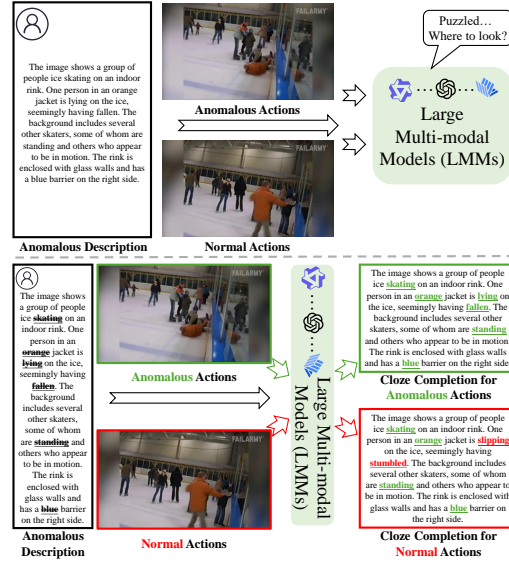 The image shows a group of
people ice skating on an indoor
rink. One person in an orange
jacket is lying on the ice,
seemingly having fallen. The
background includes several other
skaters, some of whom are
standing and others who appear to
be in motion. The rink is
enclosed with glass walls and has
a blue barrier on the right side.
Anomalous Description
FAILARMY
Anomalous Actions
FAILARMY
Normal Actions
Puzzled…
Where to look?
Large
Multi-modal
Models (LMMs)
The image shows a
group of people
ice skating on an
indoor rink. One
person in an
orange jacket is
lying on the ice,
seemingly having
fallen. The
background
includes several
other skaters,
some of whom
are standing and
others who appear
to be in motion.
The rink is
enclosed with
glass walls and
has a blue barrier
on the right side.
Anomalous
Description
FAILARMY
Anomalous Actions
FAILARMY
Normal Actions
Large Multi-modal
Models (LMMs)
The image shows a group of people
ice skating on an indoor rink. One
person in an orange jacket is lying on
the ice, seemingly having fallen. The
background includes several other
skaters, some of whom are standing
and others who appear to be in motion.
The rink is enclosed with glass walls
and has a blue barrier on the right side.
Cloze Completion for
Anomalous Actions
The image shows a group of people
ice skating on an indoor rink. One
person in an orange jacket is slipping
on the ice, seemingly having
stumbled. The background includes
several other skaters, some of whom
are standing and others who appear to
be in motion. The rink is enclosed with
glass walls and has a blue barrier on
the right side.
Cloze Completion for
Normal Actions